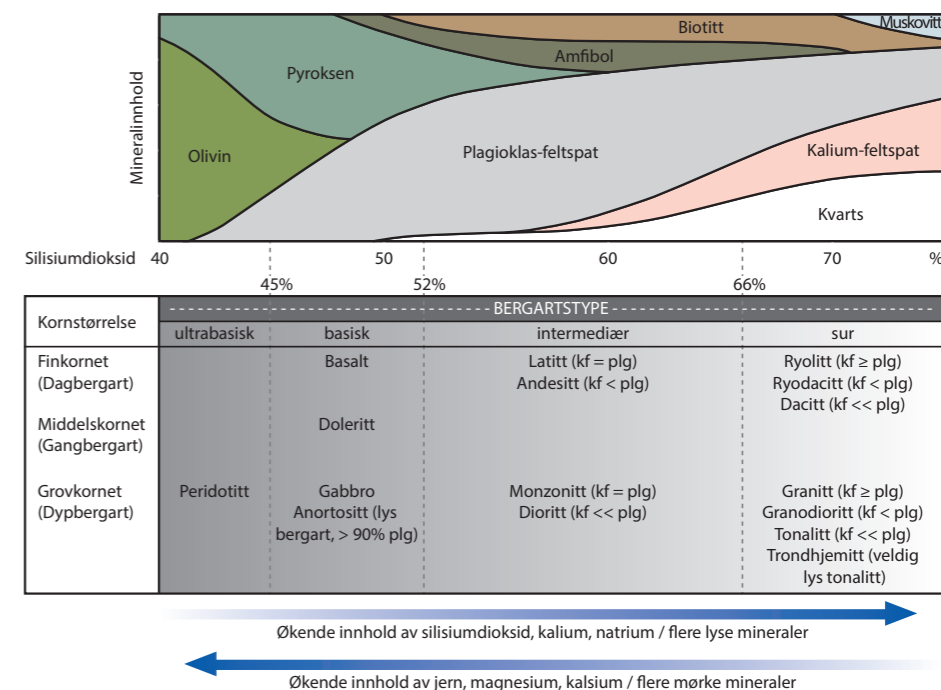 Mineralinnhold
Muskovitt
Biotitt
Amfibol
Pyroksen
Olivin
Plagioklas-feltspat
Kalium-feltspat
Kvarts
Silisiumdioksid 40 50 60 70 %
45% 52% 66%
Kornstørrelse
BERGARTSTYPE
ultrabasisk basisk intermediær sur
Finkornet
(Dagbergart)
Basalt
Latitt (kf = plg)
Andesitt (kf < plg)
Ryolitt (kf ≥ plg)
Ryodacitt (kf < plg)
Dacitt (kf << plg)
Middelskornet
(Gangbergart)
Doleritt
Grovkornet
(Dypbergart)
Peridotitt
Gabbro
Anortositt (lys
bergart, > 90% plg)
Monzonitt (kf = plg)
Dioritt (kf << plg)
Granitt (kf ≥ plg)
Granodioritt (kf < plg)
Tonalitt (kf << plg)
Trondhjemitt (veldig
lys tonalitt)
Økende innhold av silisiumdioksid, kalium, natrium / flere lyse mineraler
Økende innhold av jern, magnesium, kalsium / flere mørke mineraler